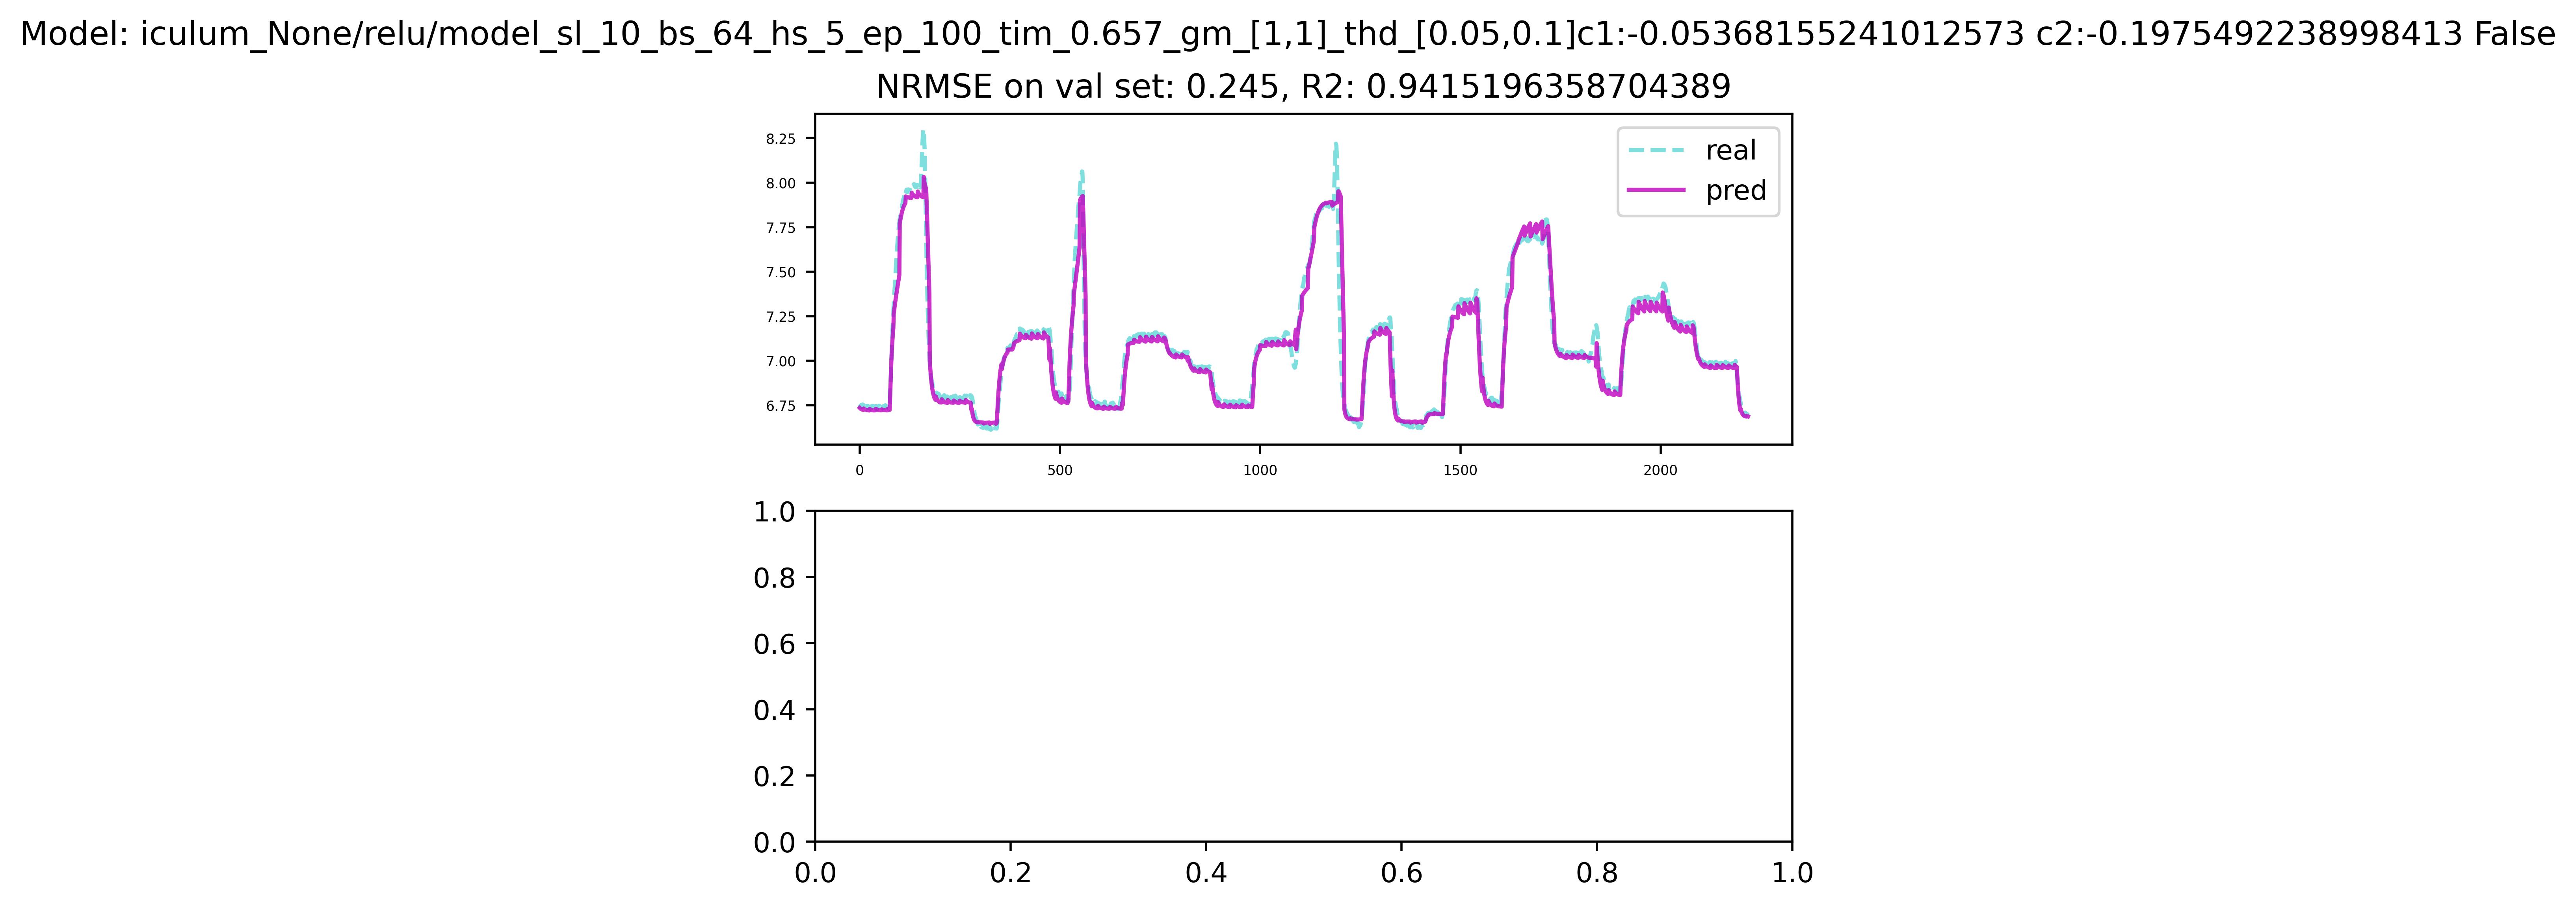 Model: iculum_None/relu/model_sl_10_bs_64_hs_5_ep_100_tim_0.657_gm_[1,1]_thd_[0.05,0.1]c1:-0.05368155241012573 c2:-0.1975492238998413 False
NRMSE on val set: 0.245, R2: 0.9415196358704389
8.25
8.00
7.75
7.50
7.25
7.00
6.75
real
pred
0 500 1000 1500 2000
1.0
0.8
0.6
0.4
0.2
0.0
0.0 0.2 0.4 0.6 0.8 1.0